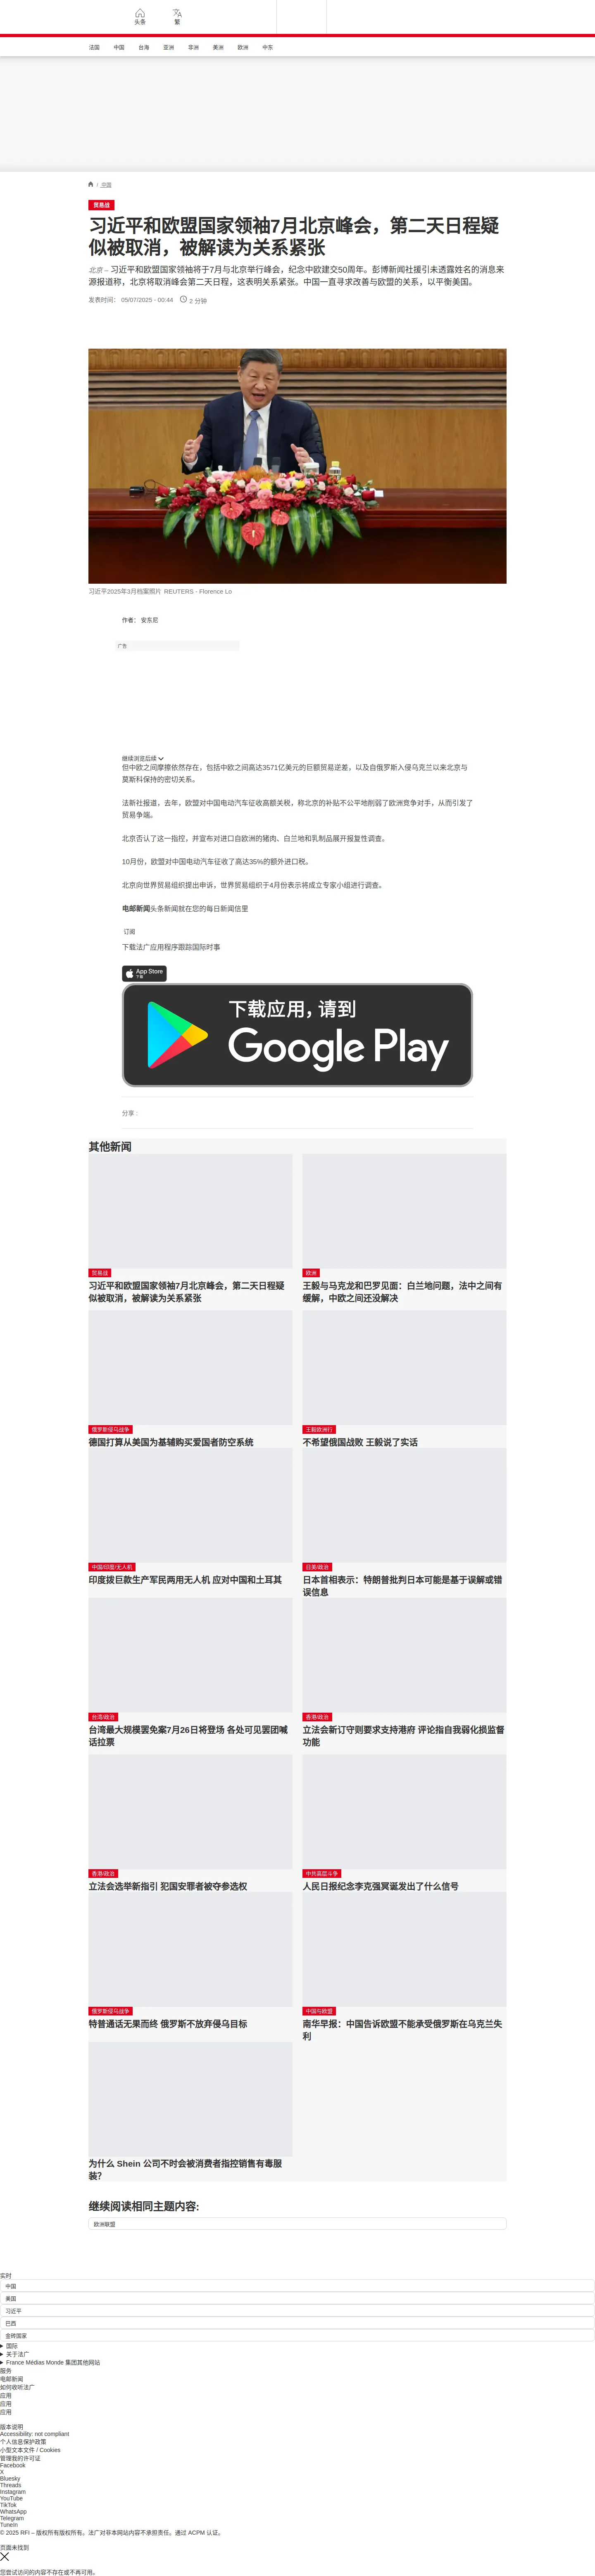 头条
繁
法国
中国
台海
亚洲
非洲
美洲
欧洲
中东
/ 中国
贸易战
习近平和欧盟国家领袖7月北京峰会，第二天日程疑
似被取消，被解读为关系紧张
北京 – 习近平和欧盟国家领袖将于7月与北京举行峰会，纪念中欧建交50周年。彭博新闻社援引未透露姓名的消息来
源报道称，北京将取消峰会第二天日程，这表明关系紧张。中国一直寻求改善与欧盟的关系，以平衡美国。
发表时间： 05/07/2025 - 00:44
2 分钟
习近平2025年3月档案照片 REUTERS - Florence Lo
作者： 安东尼
广告
继续浏览后续
但中欧之间摩擦依然存在，包括中欧之间高达3571亿美元的巨额贸易逆差，以及自俄罗斯入侵乌克兰以来北京与
莫斯科保持的密切关系。
法新社报道，去年，欧盟对中国电动汽车征收高额关税，称北京的补贴不公平地削弱了欧洲竞争对手，从而引发了
贸易争端。
北京否认了这一指控，并宣布对进口自欧洲的猪肉、白兰地和乳制品展开报复性调查。
10月份，欧盟对中国电动汽车征收了高达35%的额外进口税。
北京向世界贸易组织提出申诉，世界贸易组织于4月份表示将成立专家小组进行调查。
电邮新闻头条新闻就在您的每日新闻信里
订阅
下载法广应用程序跟踪国际时事
App Store
下载
下载应用，请到
Google Play
分享 :
其他新闻
贸易战
习近平和欧盟国家领袖7月北京峰会，第二天日程疑
似被取消，被解读为关系紧张
欧洲
王毅与马克龙和巴罗见面：白兰地问题，法中之间有
缓解，中欧之间还没解决
俄罗斯侵乌战争
德国打算从美国为基辅购买爱国者防空系统
王毅欧洲行
不希望俄国战败 王毅说了实话
中国/印度/无人机
印度拨巨款生产军民两用无人机 应对中国和土耳其
日美/政治
日本首相表示：特朗普批判日本可能是基于误解或错
误信息
台湾/政治
台湾最大规模罢免案7月26日将登场 各处可见罢团喊
话拉票
香港/政治
立法会新订守则要求支持港府 评论指自我弱化损监督
功能
香港/政治
立法会选举新指引 犯国安罪者被夺参选权
中共高层斗争
人民日报纪念李克强冥诞发出了什么信号
俄罗斯侵乌战争
特普通话无果而终 俄罗斯不放弃侵乌目标
中国与欧盟
南华早报：中国告诉欧盟不能承受俄罗斯在乌克兰失
利
为什么 Shein 公司不时会被消费者指控销售有毒服
装？
继续阅读相同主题内容:
欧洲联盟
实时
中国
美国
习近平
巴西
金砖国家
国际
关于法广
France Médias Monde 集团其他网站
服务
电邮新闻
如何收听法广
应用
应用
应用
版本说明
Accessibility: not compliant
个人信息保护政策
小型文本文件 / Cookies
管理我的许可证
Facebook
X
Bluesky
Threads
Instagram
YouTube
TikTok
WhatsApp
Telegram
TuneIn
© 2025 RFI – 版权所有版权所有。法广对非本网站内容不承担责任。通过 ACPM 认证。
页面未找到
您尝试访问的内容不存在或不再可用。